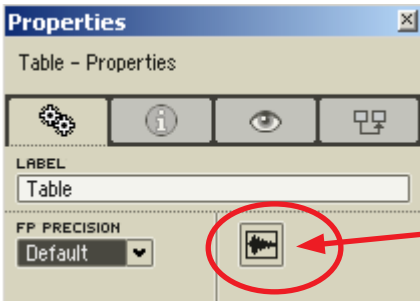 Properties
Table – Properties
LABEL
Table
FP PRECISION
Default